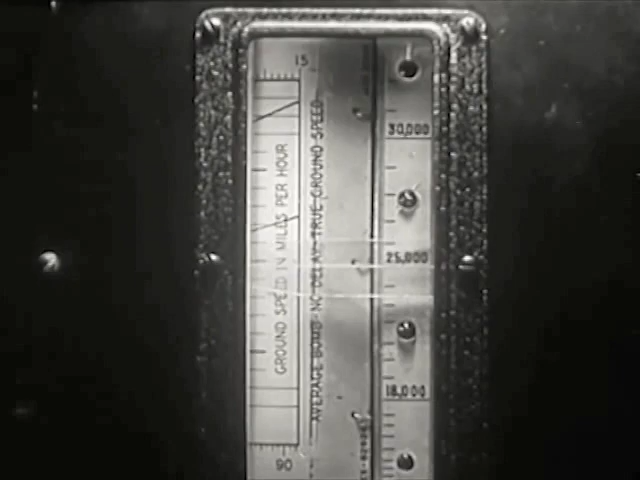 15
GROUND SPEED IN MILES PER HOUR
AVERAGE BOMB-NO DELAY-TRUE GROUND SPEED
30,000
25,000
18,000
90